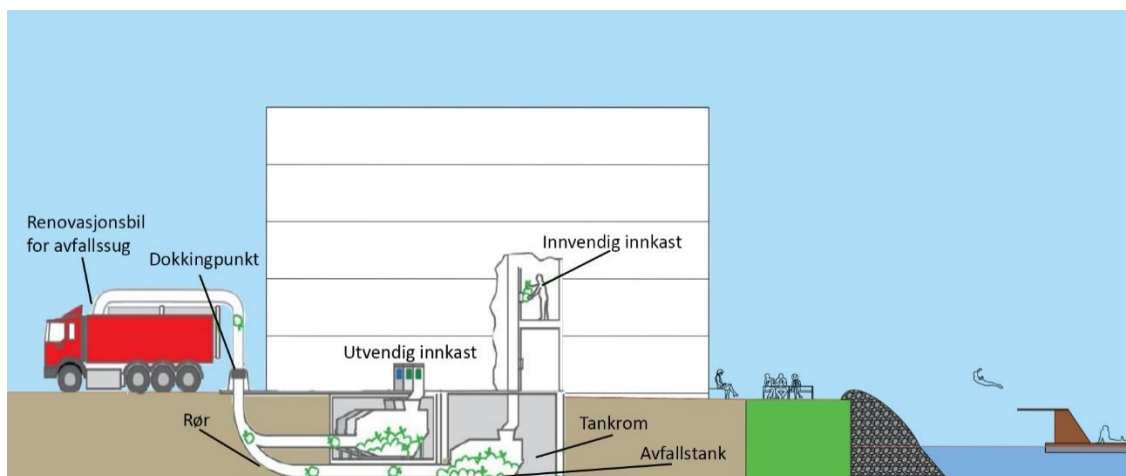 Renovasjonsbil
for avfallssug
Dokkingpunkt
Innvendig innkast
Utvendig innkast
Rør
Tankrom
Avfallstank